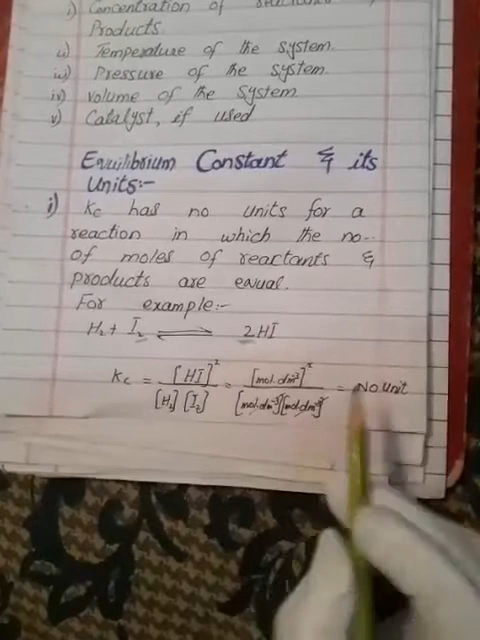 i) Concentration of
Products.
ii) Temperature of the system.
iii) Pressure of the system.
iv) Volume of the system
v) Catalyst, if used
Equilibrium Constant & its
Units:-
i) Kc has no units for a
reaction in which the no..
of moles of reactants &
products are equal.
For example:-
H₂ + I₂ ⇌ 2HI
Kc = [HI]² / [H₂] [I₂] = [mol.dm⁻³]² / [mol.dm⁻³][mol.dm⁻³] = No unit